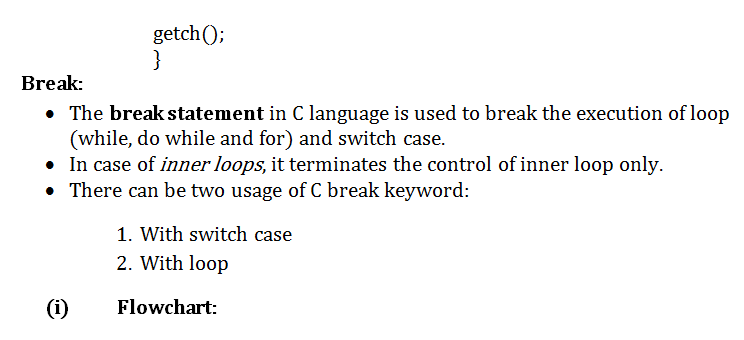 getch();
}
Break:
• The break statement in C language is used to break the execution of loop
(while, do while and for) and switch case.
• In case of inner loops, it terminates the control of inner loop only.
• There can be two usage of C break keyword:
1. With switch case
2. With loop
(i) Flowchart: